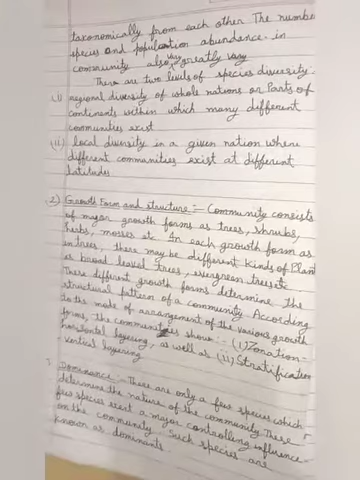 taxonomically from each other The number
species and population abundance in
community also vary greatly vary
There are two levels of species diversity:-
(i) regional diversity of whole nations or Parts of
continents within which many different
communities exist
(ii) local diversity in a given nation where
different communities exist at different
latitudes
2) Growth Form and structure :- Community consists
of major growth forms as trees, shrubs,
herbs, mosses etc In each growth form as
in trees, there may be different kinds of Plan
as broad leaved trees, evergreen trees etc
These different growth forms determine the
structural pattern of a community. According
to the mode of arrangement of the various growth
forms, the communities shows :- (i) Zonation -
horizontal layering, as well as (ii) Stratification
vertical layering
Dominance :- There are only a few species which
determine the nature of the community. These
few species exert a major controlling influence
on the community. Such species are
known as dominants